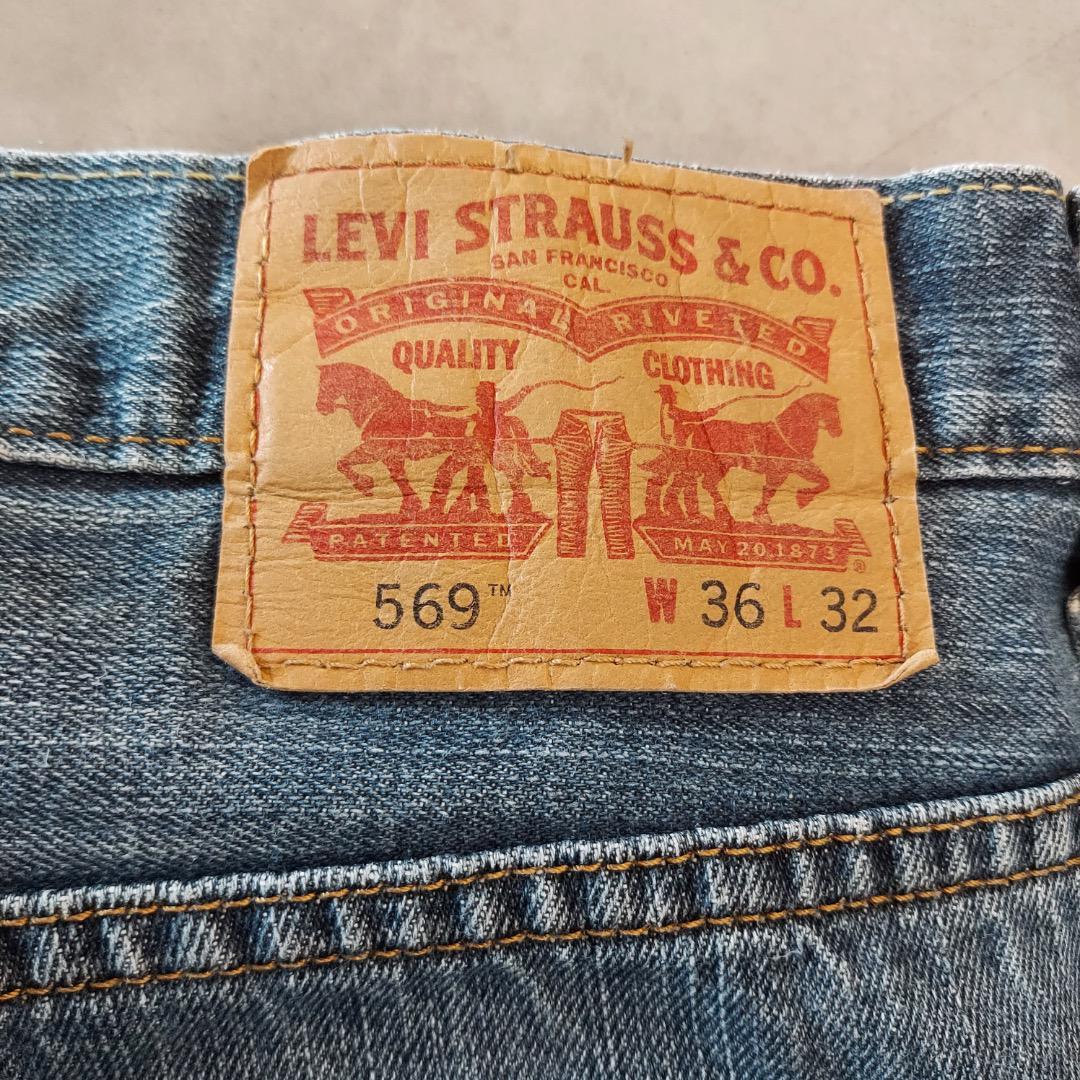 LEVI STRAUSS & CO.
SAN FRANCISCO
CAL.
ORIGINAL RIVETED
QUALITY CLOTHING
PATENTED MAY 20 1873 ®
569™ W 36 L 32